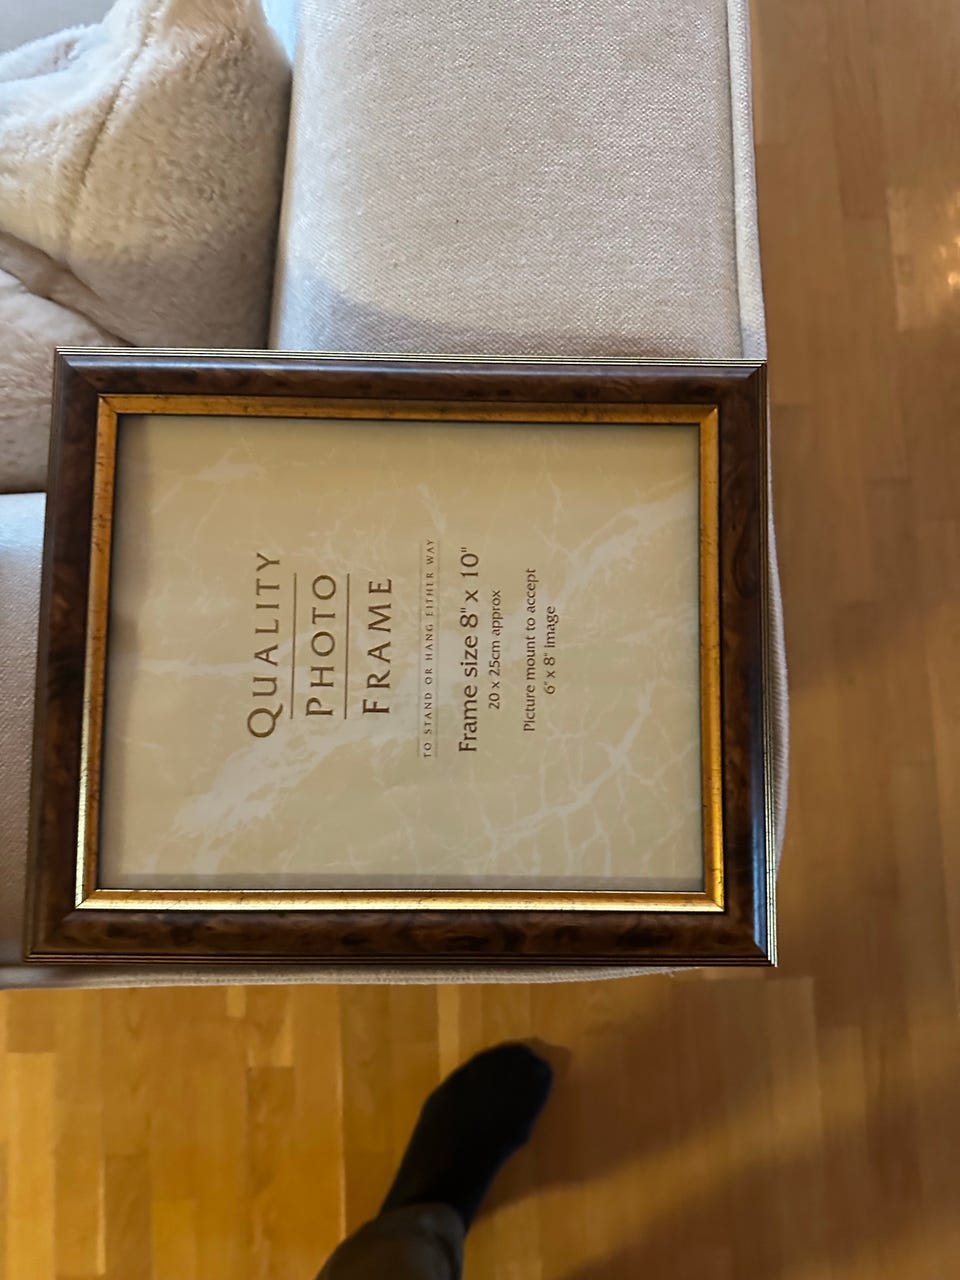 QUALITY
PHOTO
FRAME
TO STAND OR HANG EITHER WAY
Frame size 8" x 10"
20 x 25cm approx
Picture mount to accept
6" x 8" image